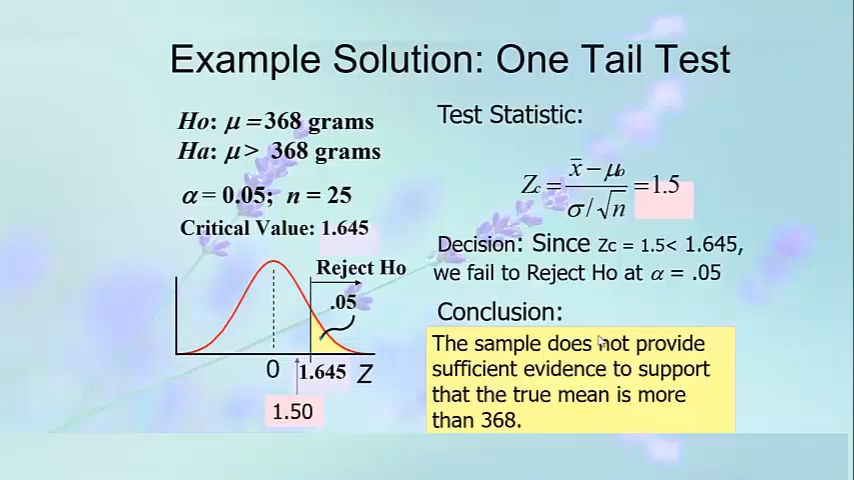 Example Solution: One Tail Test
Ho: μ = 368 grams
Ha: μ > 368 grams
α = 0.05; n = 25
Critical Value: 1.645
Reject Ho
.05
0
1.645
Z
1.50
Test Statistic:
Zc = (x̄ − μ₀) / (σ / √n) = 1.5
Decision: Since Zc = 1.5< 1.645,
we fail to Reject Ho at α = .05
Conclusion:
The sample does not provide
sufficient evidence to support
that the true mean is more
than 368.